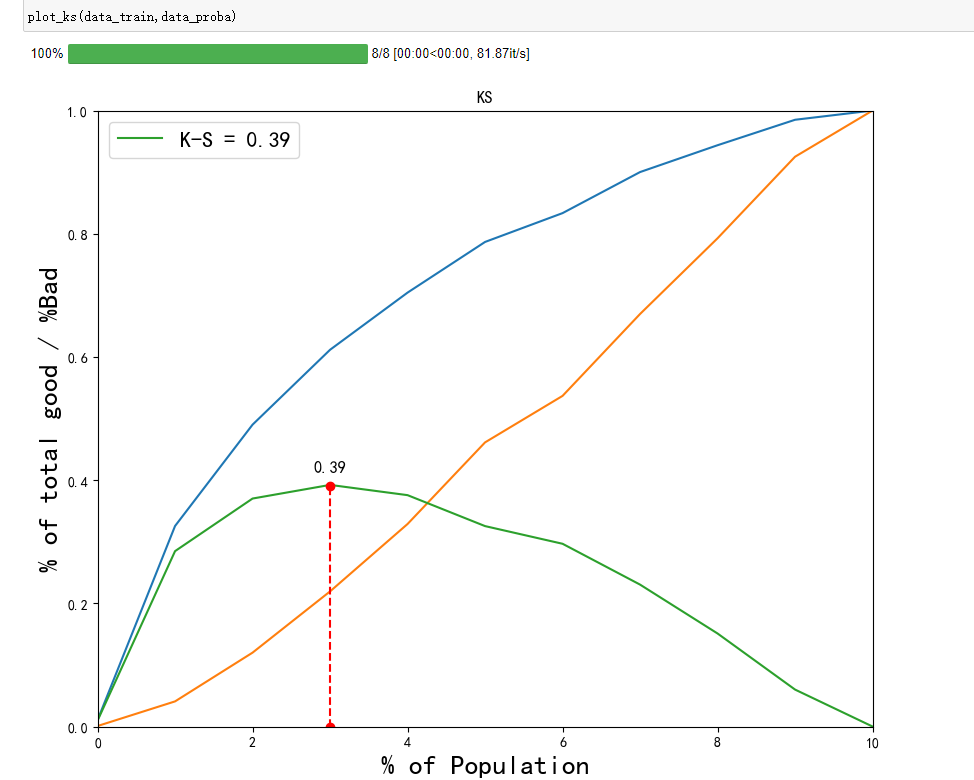 plot_ks(data_train,data_proba)
100% 8/8 [00:00<00:00, 81.87it/s]
KS
K-S = 0.39
1.0
0.8
0.6
0.4
0.2
0.0
% of total good / %Bad
0.39
0 2 4 6 8 10
% of Population